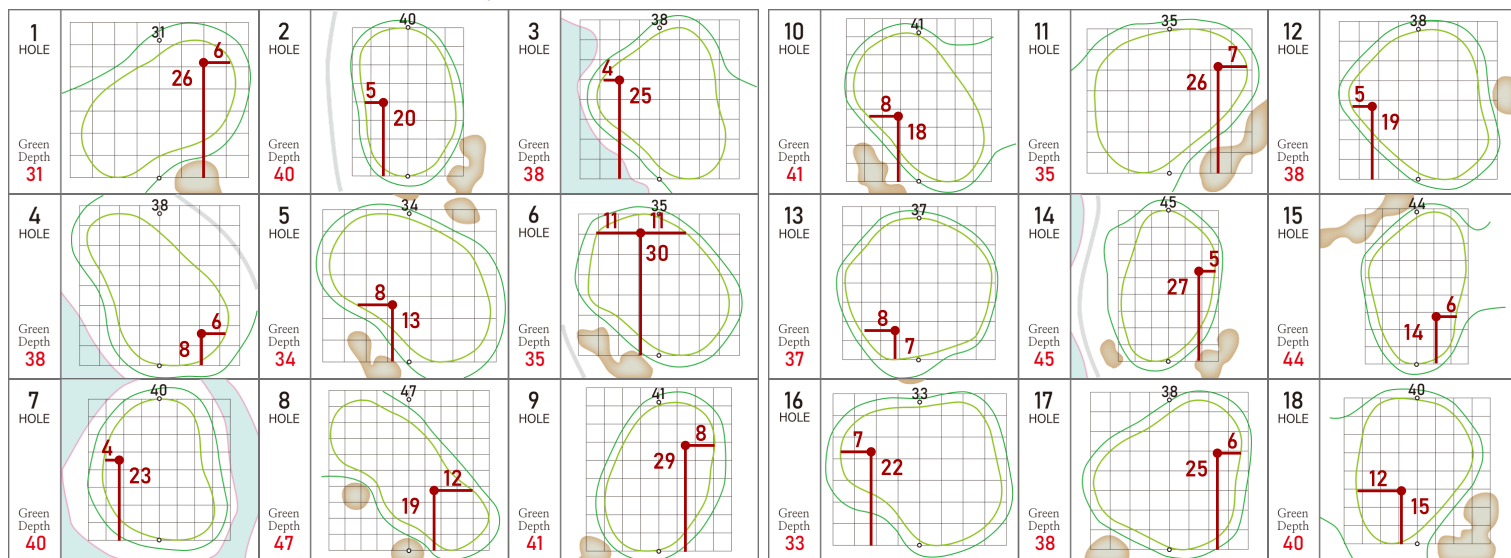 1
HOLE
31
6
26
Green
Depth
31
2
HOLE
40
5
20
Green
Depth
40
3
HOLE
38
4
25
Green
Depth
38
10
HOLE
41
8
18
Green
Depth
41
11
HOLE
35
7
26
Green
Depth
35
12
HOLE
38
5
19
Green
Depth
38
4
HOLE
38
6
8
Green
Depth
38
5
HOLE
34
8
13
Green
Depth
34
6
HOLE
35
11 11
30
Green
Depth
35
13
HOLE
37
8
7
Green
Depth
37
14
HOLE
45
5
27
Green
Depth
45
15
HOLE
44
6
14
Green
Depth
44
7
HOLE
40
4
23
Green
Depth
40
8
HOLE
47
12
19
Green
Depth
47
9
HOLE
41
8
29
Green
Depth
41
16
HOLE
33
7
22
Green
Depth
33
17
HOLE
38
6
25
Green
Depth
38
18
HOLE
40
12
15
Green
Depth
40